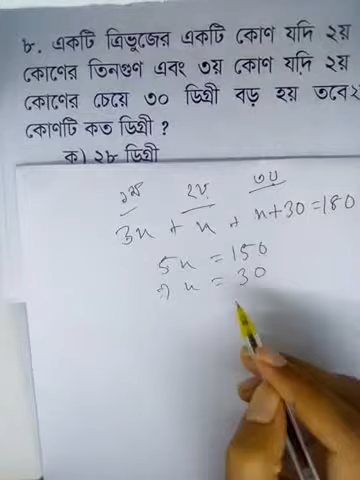 ৮. একটি ত্রিভুজের একটি কোণ যদি ২য়
কোণের তিনগুণ এবং ৩য় কোণ যদি ২য়
কোণের চেয়ে ৩০ ডিগ্রী বড় হয় তবে ২
কোণটি কত ডিগ্রী ?
ক) ২৮ ডিগ্রী
১ম ২য় ৩য়
3x + x + x+30 = 180
5x = 150
⇒ x = 30